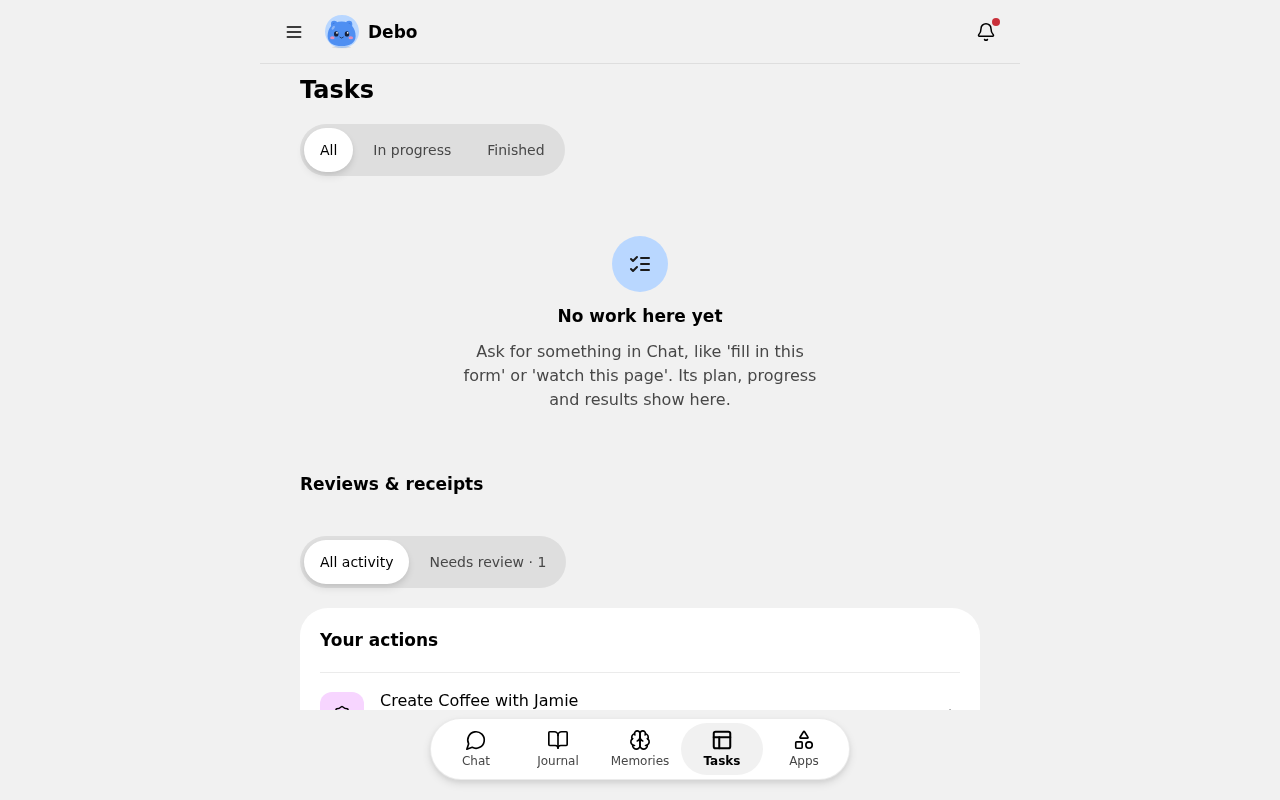 Debo
Tasks
All
In progress
Finished
No work here yet
Ask for something in Chat, like 'fill in this
form' or 'watch this page'. Its plan, progress
and results show here.
Reviews & receipts
All activity
Needs review · 1
Your actions
Create Coffee with Jamie
Chat
Journal
Memories
Tasks
Apps